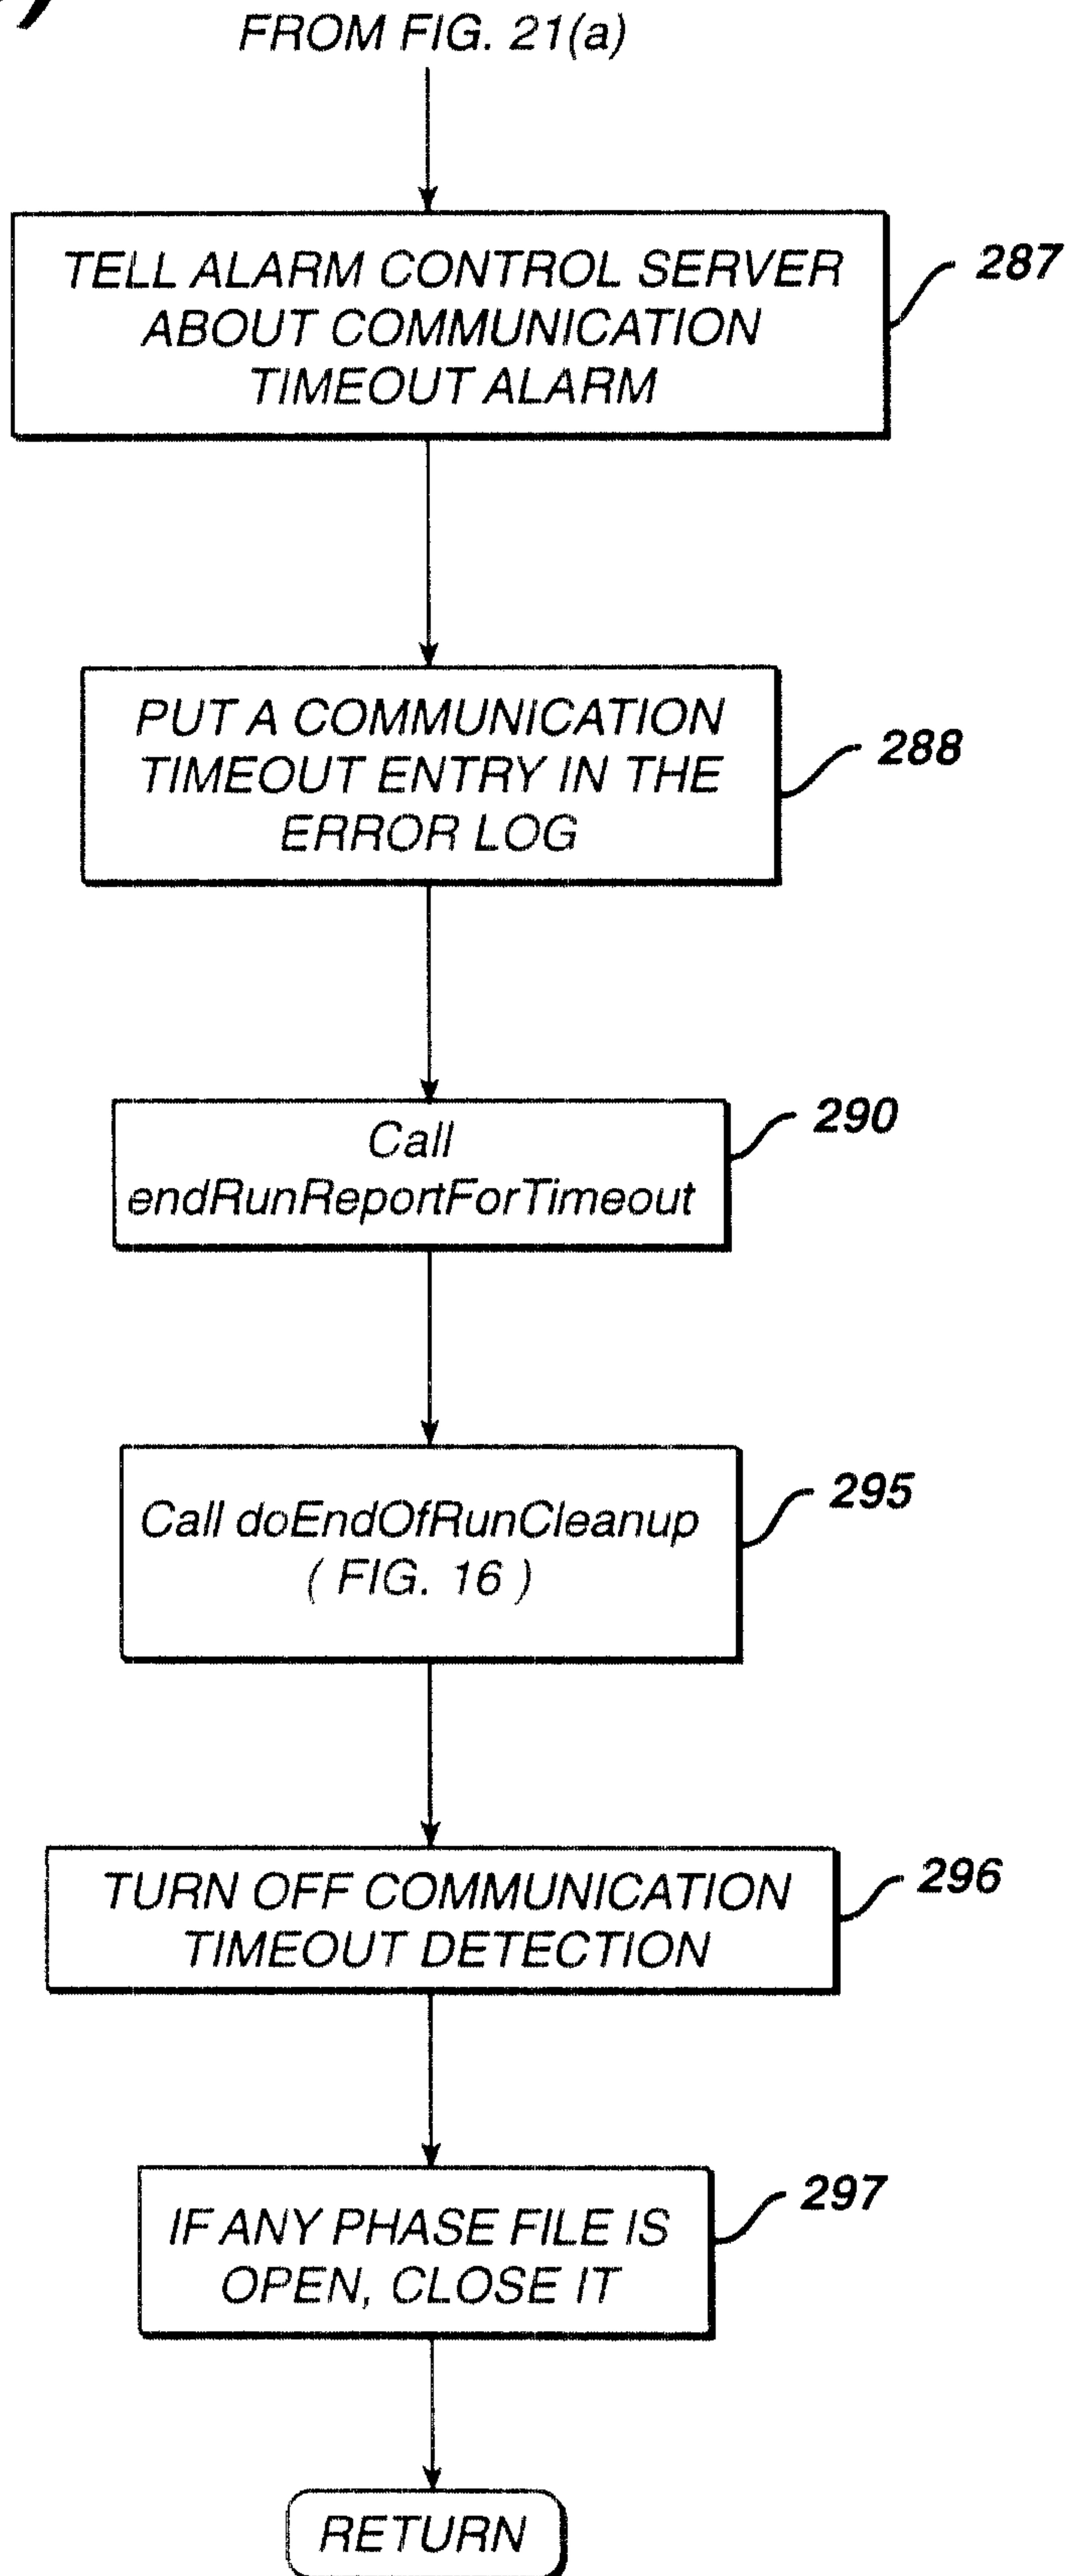 )
FROM FIG. 21(a)
TELL ALARM CONTROL SERVER
ABOUT COMMUNICATION
TIMEOUT ALARM
287
PUT A COMMUNICATION
TIMEOUT ENTRY IN THE
ERROR LOG
288
Call
endRunReportForTimeout
290
Call doEndOfRunCleanup
( FIG. 16 )
295
TURN OFF COMMUNICATION
TIMEOUT DETECTION
296
IF ANY PHASE FILE IS
OPEN, CLOSE IT
297
RETURN